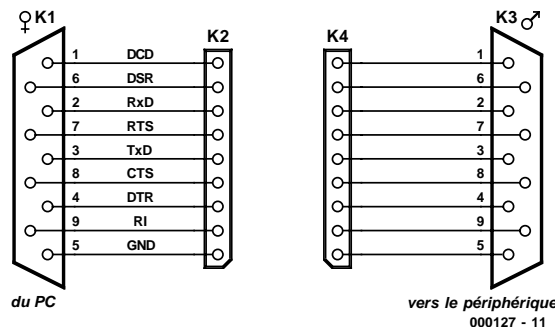 ♀ K1
K2
K4
K3 ♂
1 DCD
6 DSR
2 RxD
7 RTS
3 TxD
8 CTS
4 DTR
9 RI
5 GND
1
6
2
7
3
8
4
9
5
du PC
vers le périphérique
000127 - 11